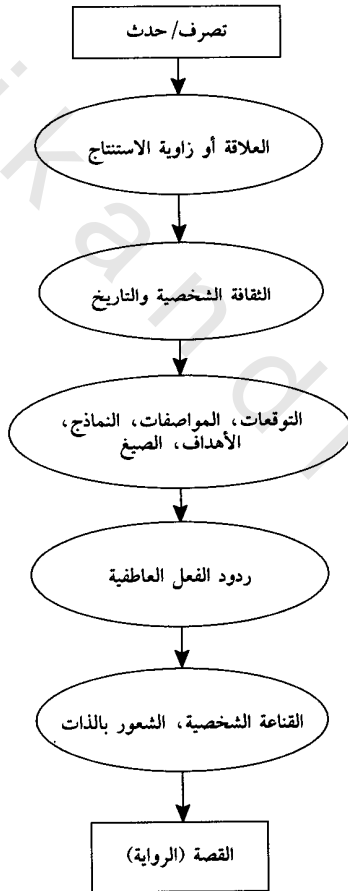 تصرف/حدث
العلاقة أو زاوية الاستنتاج
الثقافة الشخصية والتاريخ
التوقعات، المواصفات، النماذج،
الأهداف، الصيغ
ردود الفعل العاطفية
القناعة الشخصية، الشعور بالذات
القصة (الرواية)